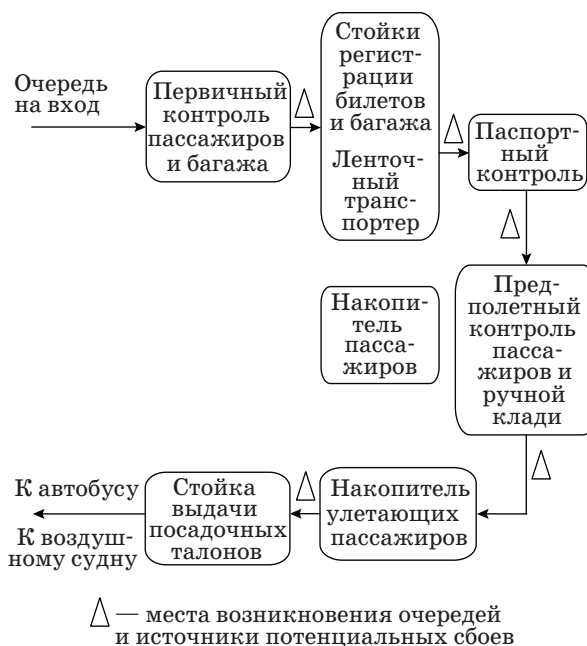 Очередь
на вход
Первичный
контроль
пассажиров
и багажа
Стойки
регист-
рации
билетов
и багажа
Ленточ-
ный
транс-
портер
Паспорт-
ный
контроль
Пред-
полетный
контроль
пасса-
жиров и
ручной
клади
Накопи-
тель
пасса-
жиров
Накопитель
улетающих
пассажиров
Стойка
выдачи
посадочных
талонов
К автобусу
К воздуш-
ному судну
— места возникновения очередей
и источники потенциальных сбоев